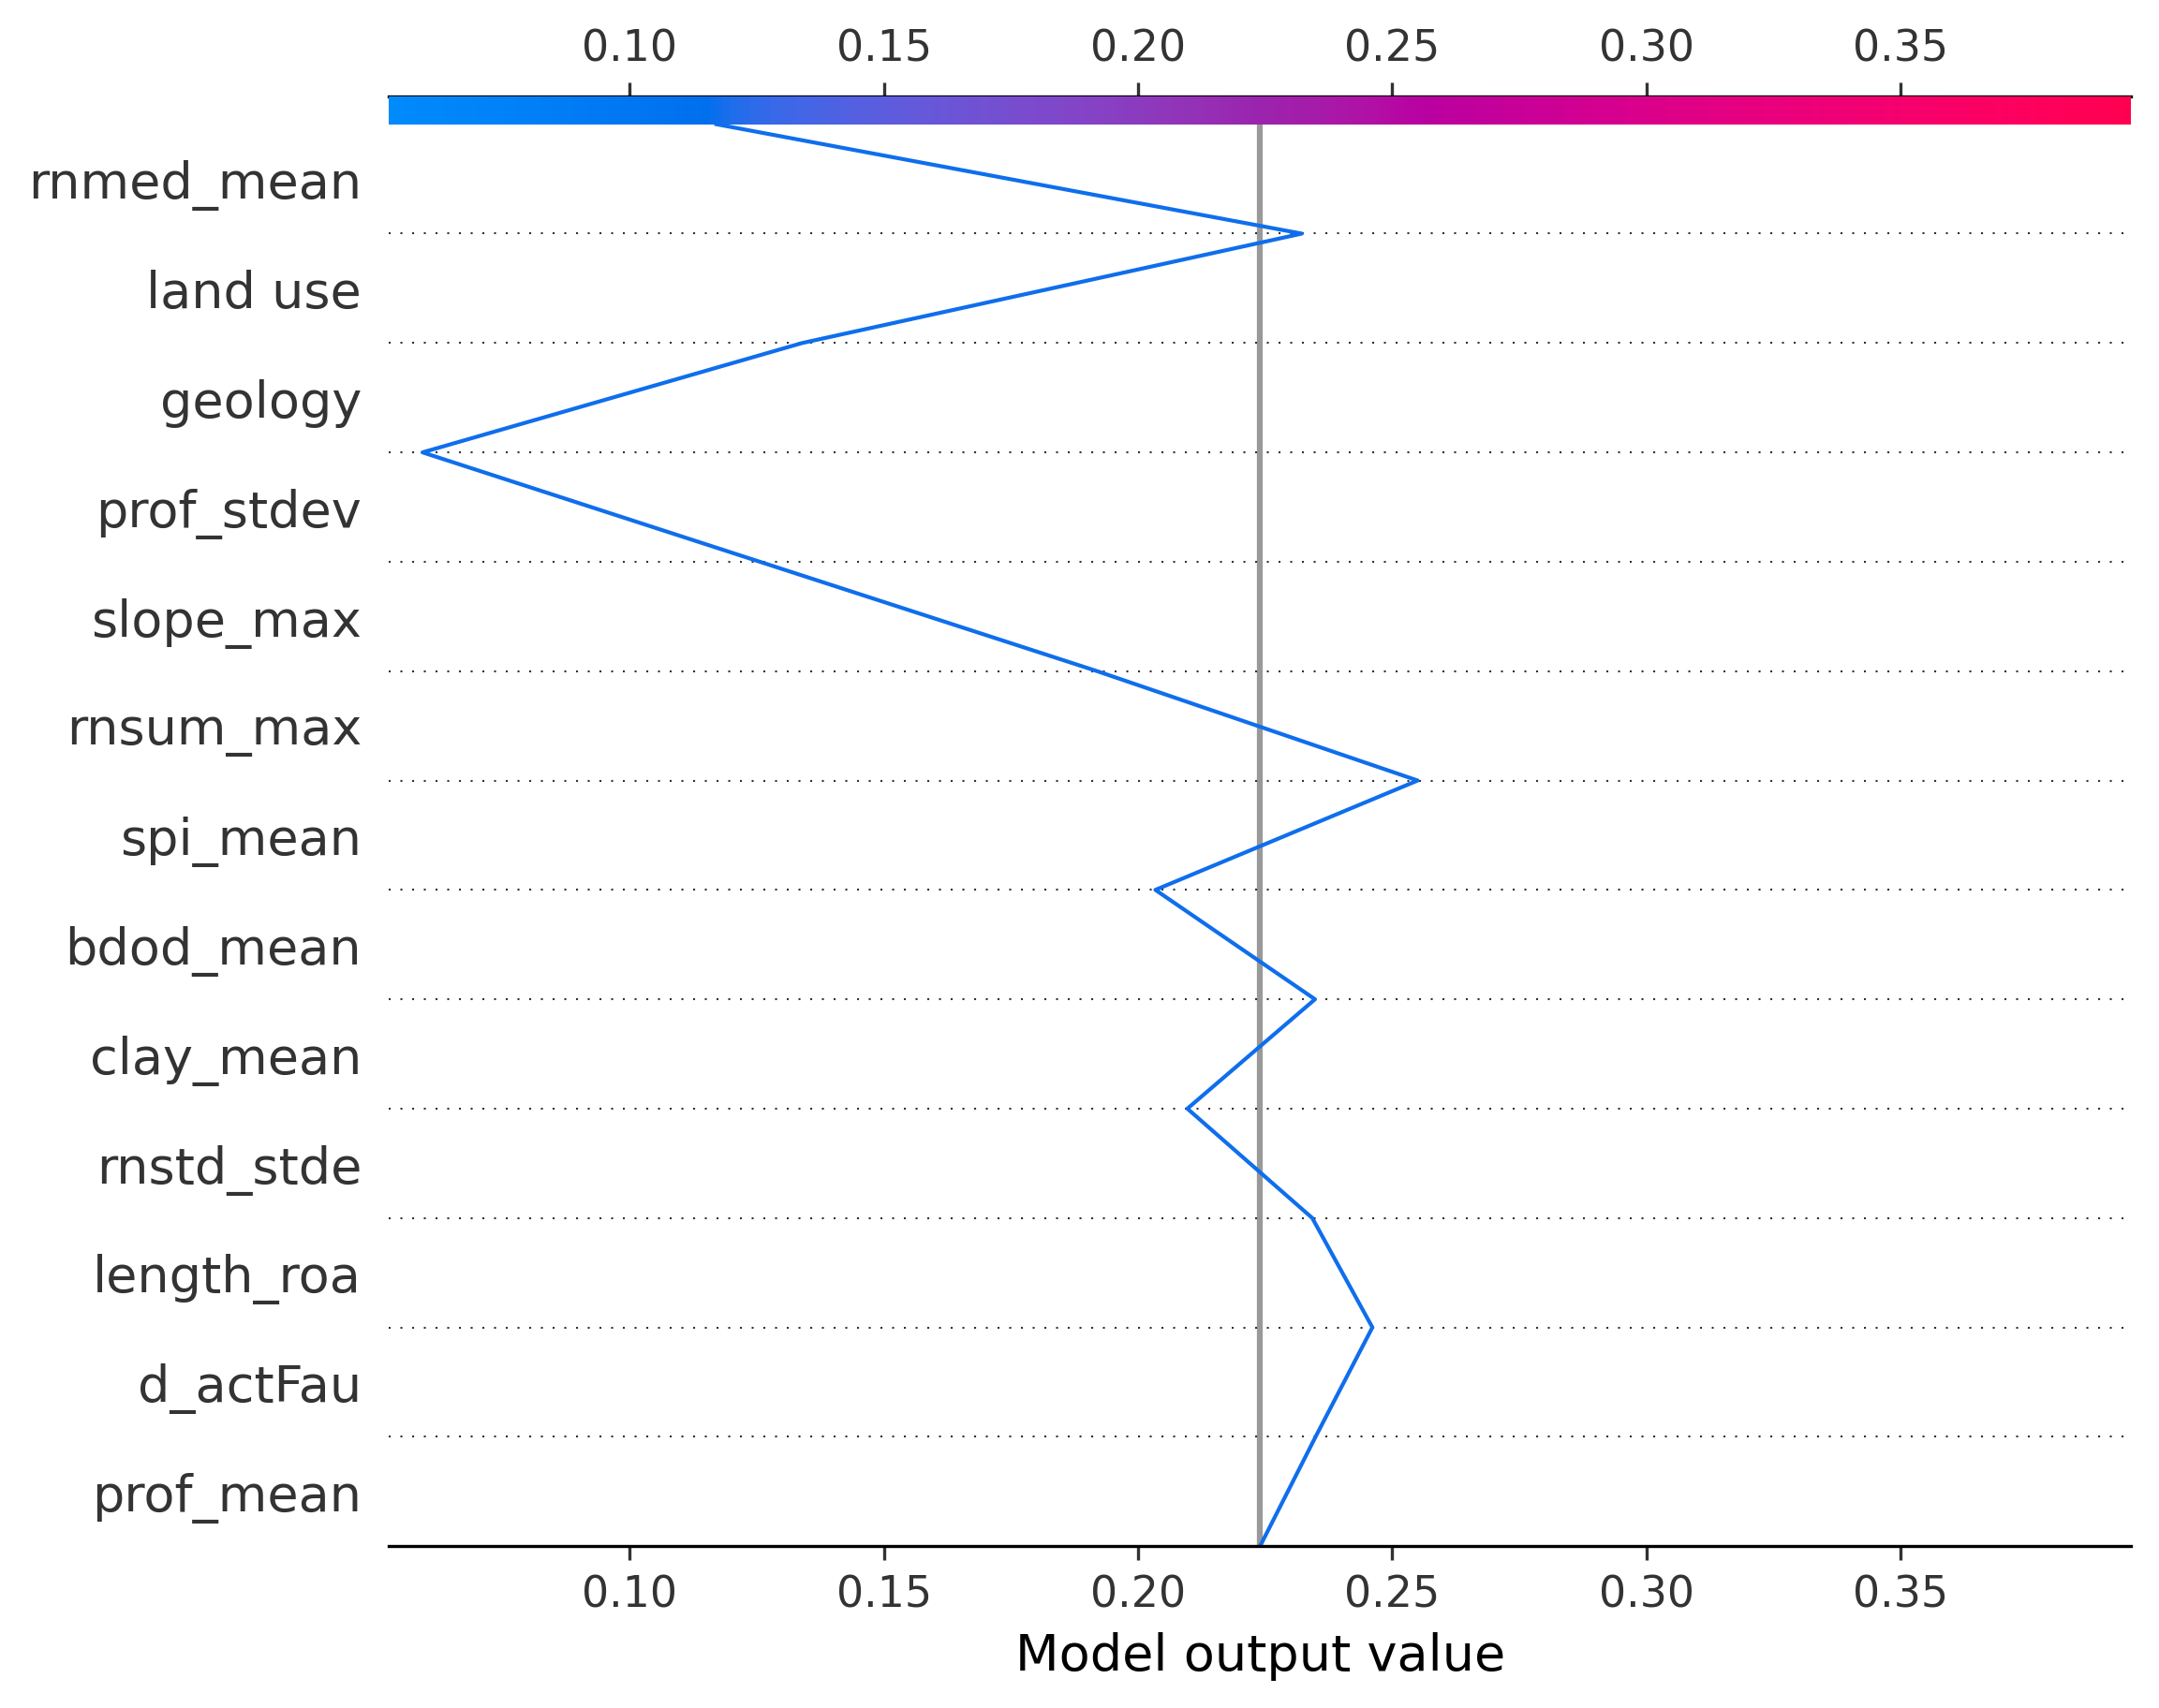 0.10 0.15 0.20 0.25 0.30 0.35
rnmed_mean
land use
geology
prof_stdev
slope_max
rnsum_max
spi_mean
bdod_mean
clay_mean
rnstd_stde
length_roa
d_actFau
prof_mean
0.10 0.15 0.20 0.25 0.30 0.35
Model output value